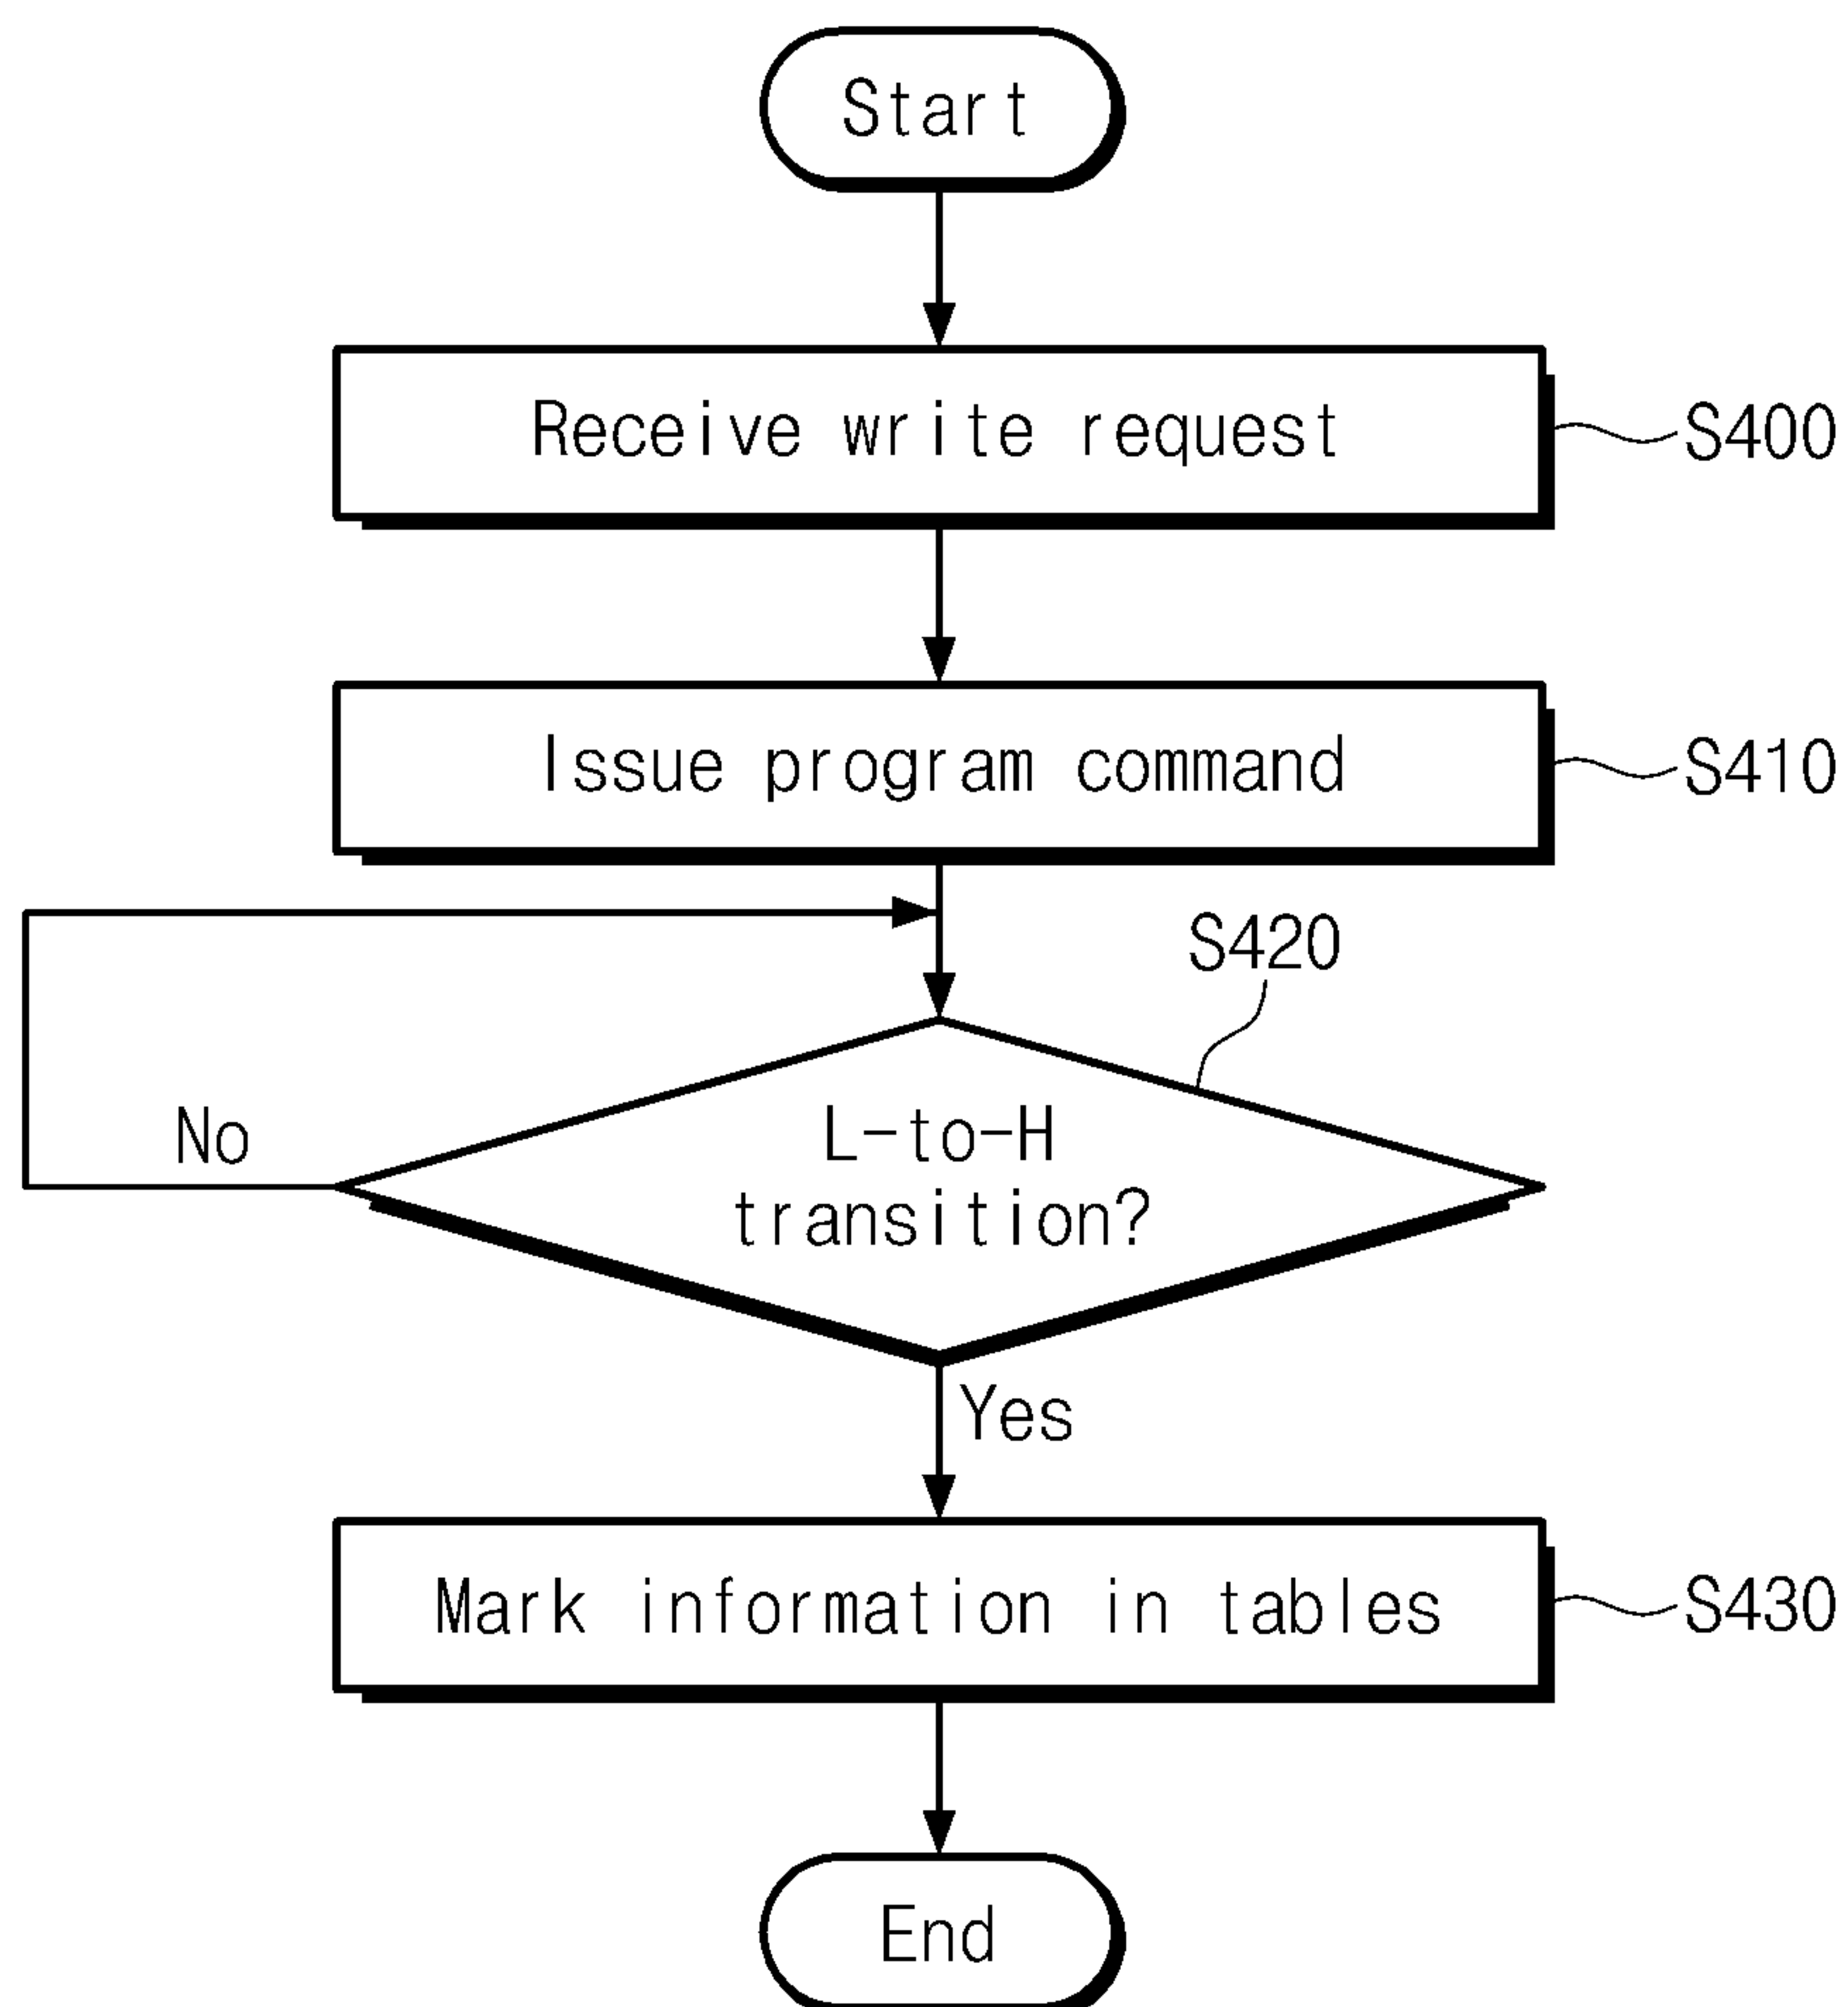 Start
Receive write request
S400
Issue program command
S410
S420
L-to-H
transition?
No
Yes
Mark information in tables
S430
End